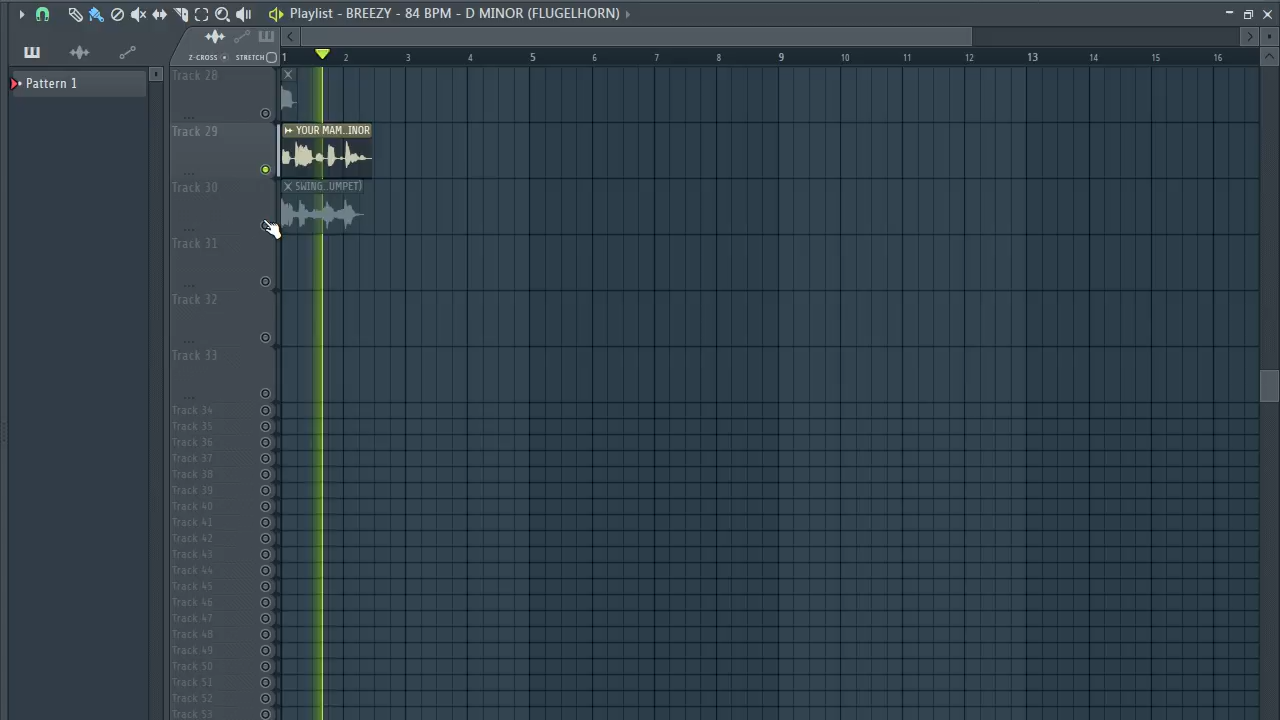 Playlist - BREEZY - 84 BPM - D MINOR (FLUGELHORN)
Z-CROSS STRETCH
1 2 3 4 5 6 7 8 9 10 11 12 13 14 15 16
Pattern 1
Track 28
...
Track 29
YOUR MAM..INOR
Track 30
SWING..UMPET)
...
Track 31
...
Track 32
...
Track 33
...
Track 34
Track 35
Track 36
Track 37
Track 38
Track 39
Track 40
Track 41
Track 42
Track 43
Track 44
Track 45
Track 46
Track 47
Track 48
Track 49
Track 50
Track 51
Track 52
Track 53